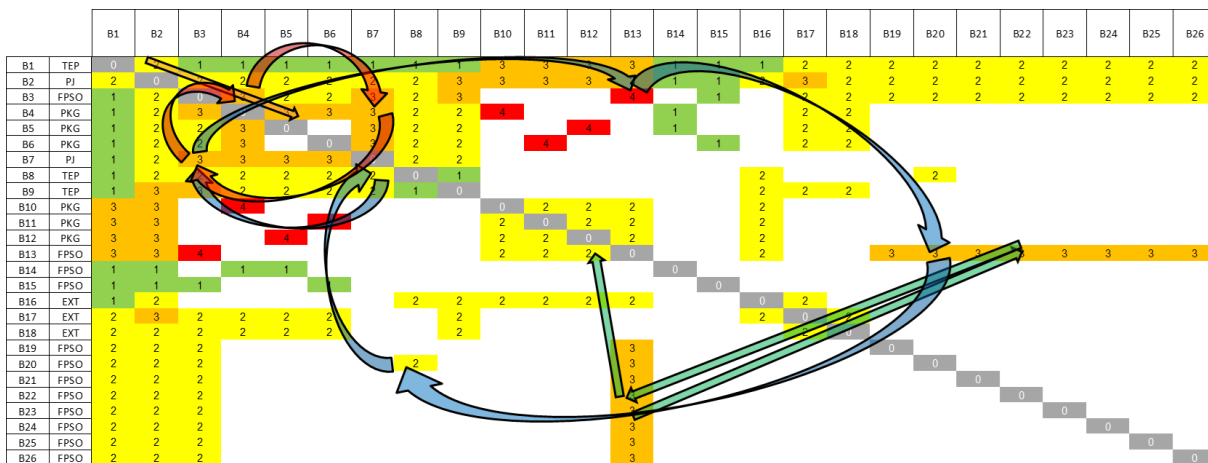 B1 B2 B3 B4 B5 B6 B7 B8 B9 B10 B11 B12 B13 B14 B15 B16 B17 B18 B19 B20 B21 B22 B23 B24 B25 B26
B1 TEP 0 1 1 1 1 1 1 1 3 3 3 3 1 1 1 2 2 2 2 2 2 2 2 2 2
B2 PJ 2 0 2 2 2 2 2 3 3 3 3 1 1 2 3 2 2 2 2 2 2 2 2 2
B3 FPSO 1 2 0 2 2 3 2 3 4 1 2 2 2 2 2 2 2 2 2 2
B4 PKG 1 2 3 0 3 3 2 2 4 1 2 2
B5 PKG 1 2 2 3 0 3 2 2 4 1 2 2
B6 PKG 1 2 2 3 0 3 2 2 4 1 2 2
B7 PJ 1 2 3 3 3 3 0 2 2
B8 TEP 1 2 2 2 2 2 2 0 1 2 2
B9 TEP 1 3 3 2 2 2 2 1 0 2 2 2
B10 PKG 3 3 4 0 2 2 2 2
B11 PKG 3 3 2 0 2 2 2
B12 PKG 3 3 4 2 2 0 2 2
B13 FPSO 3 3 4 2 2 2 0 2 3 3 3 3 3 3 3 3
B14 FPSO 1 1 1 1 0
B15 FPSO 1 1 1 1 0
B16 EXT 1 2 2 2 2 2 2 2 0 2
B17 EXT 2 3 2 2 2 2 2 2 0 2
B18 EXT 2 2 2 2 2 2 2 2 0
B19 FPSO 2 2 2 3 0
B20 FPSO 2 2 2 2 3 0
B21 FPSO 2 2 2 3 0
B22 FPSO 2 2 2 3 0
B23 FPSO 2 2 2 3 0
B24 FPSO 2 2 2 3 0
B25 FPSO 2 2 2 3 0
B26 FPSO 2 2 2 3 0